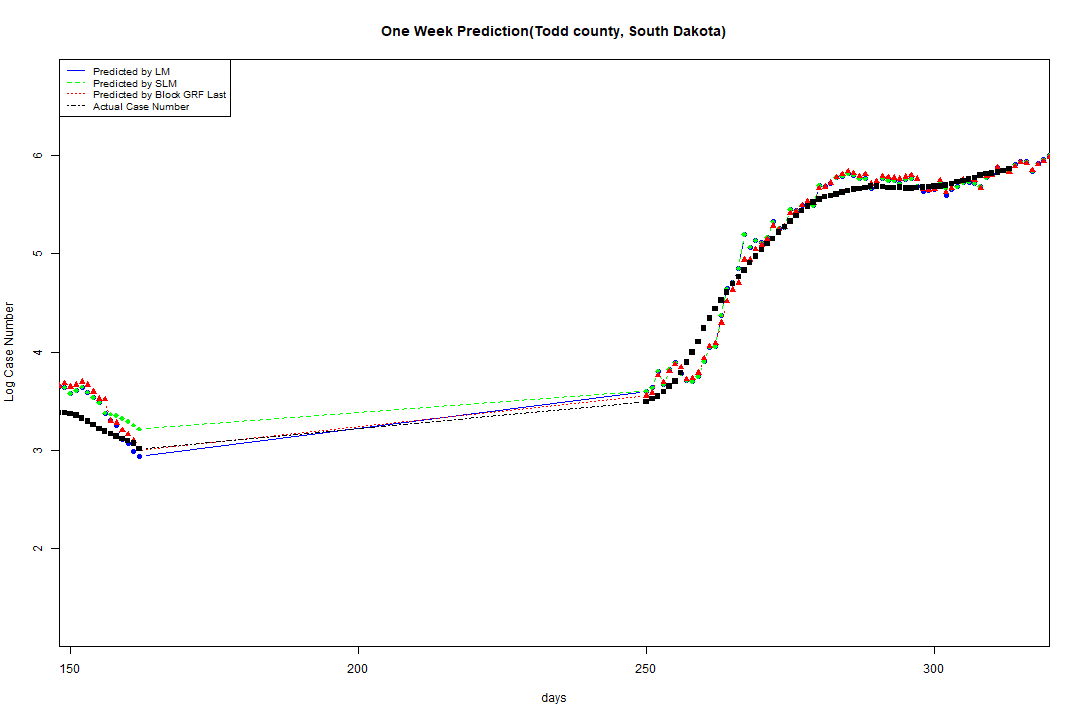 One Week Prediction(Todd county, South Dakota)
Predicted by LM
Predicted by SLM
Predicted by Block GRF Last
Actual Case Number
Log Case Number
6
5
4
3
2
150 200 250 300
days